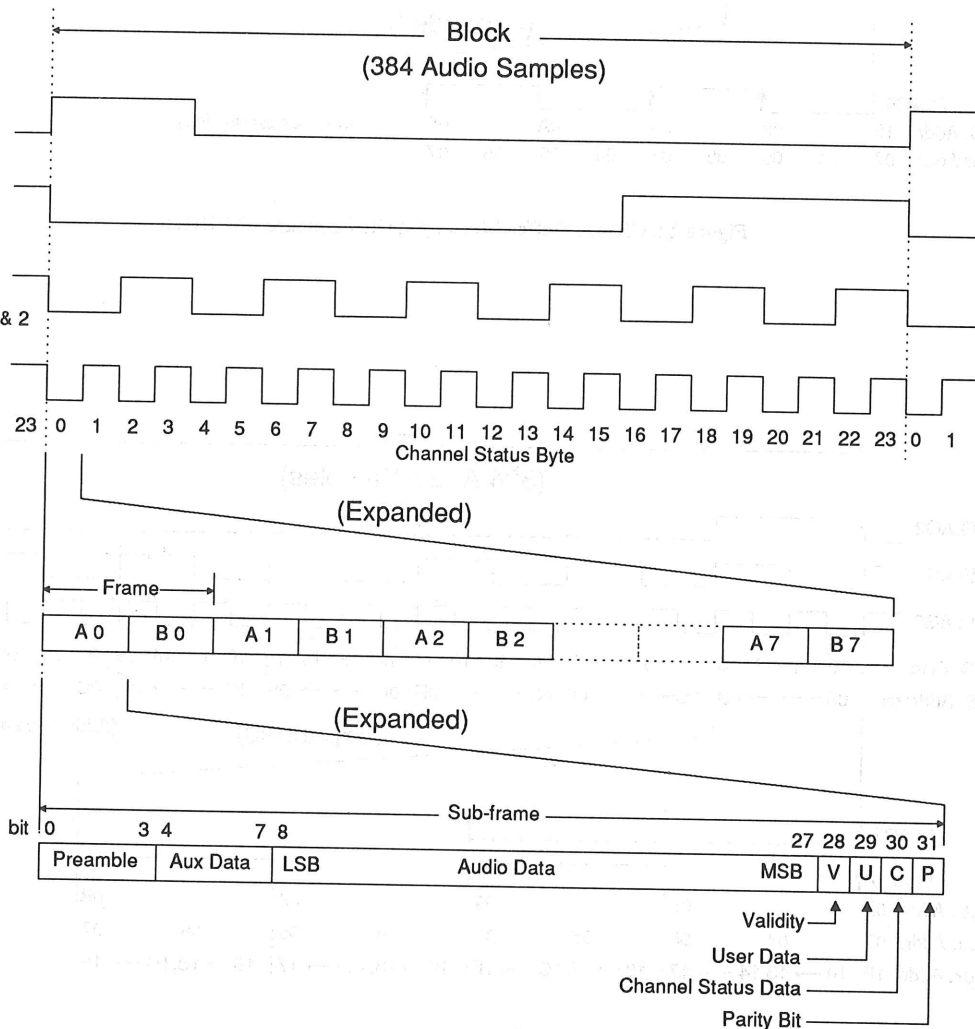 Block
(384 Audio Samples)
& 2
23 0 1 2 3 4 5 6 7 8 9 10 11 12 13 14 15 16 17 18 19 20 21 22 23 0 1
Channel Status Byte
(Expanded)
Frame
A 0 B 0 A 1 B 1 A 2 B 2 A 7 B 7
(Expanded)
Sub-frame
bit 0 3 4 7 8 27 28 29 30 31
Preamble Aux Data LSB Audio Data MSB V U C P
Validity
User Data
Channel Status Data
Parity Bit